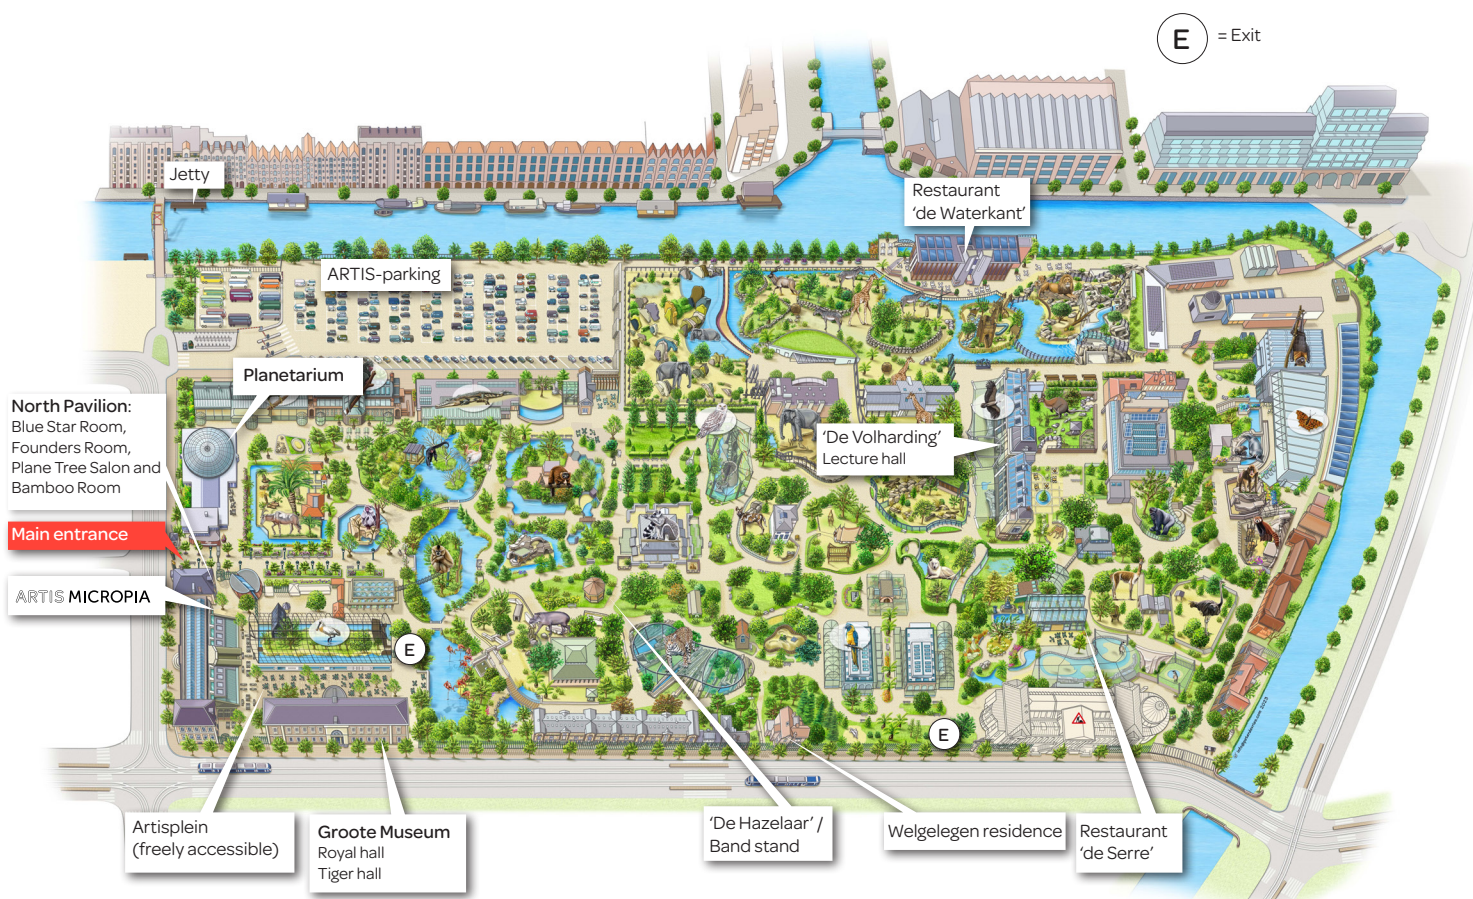 E = Exit
Jetty
Restaurant
‘de Waterkant’
ARTIS-parking
Planetarium
North Pavilion:
Blue Star Room,
Founders Room,
Plane Tree Salon and
Bamboo Room
‘De Volharding’
Lecture hall
Main entrance
ARTIS MICROPIA
E
E
Artisplein
(freely accessible)
Groote Museum
Royal hall
Tiger hall
‘De Hazelaar’ /
Band stand
Welgelegen residence
Restaurant
‘de Serre’